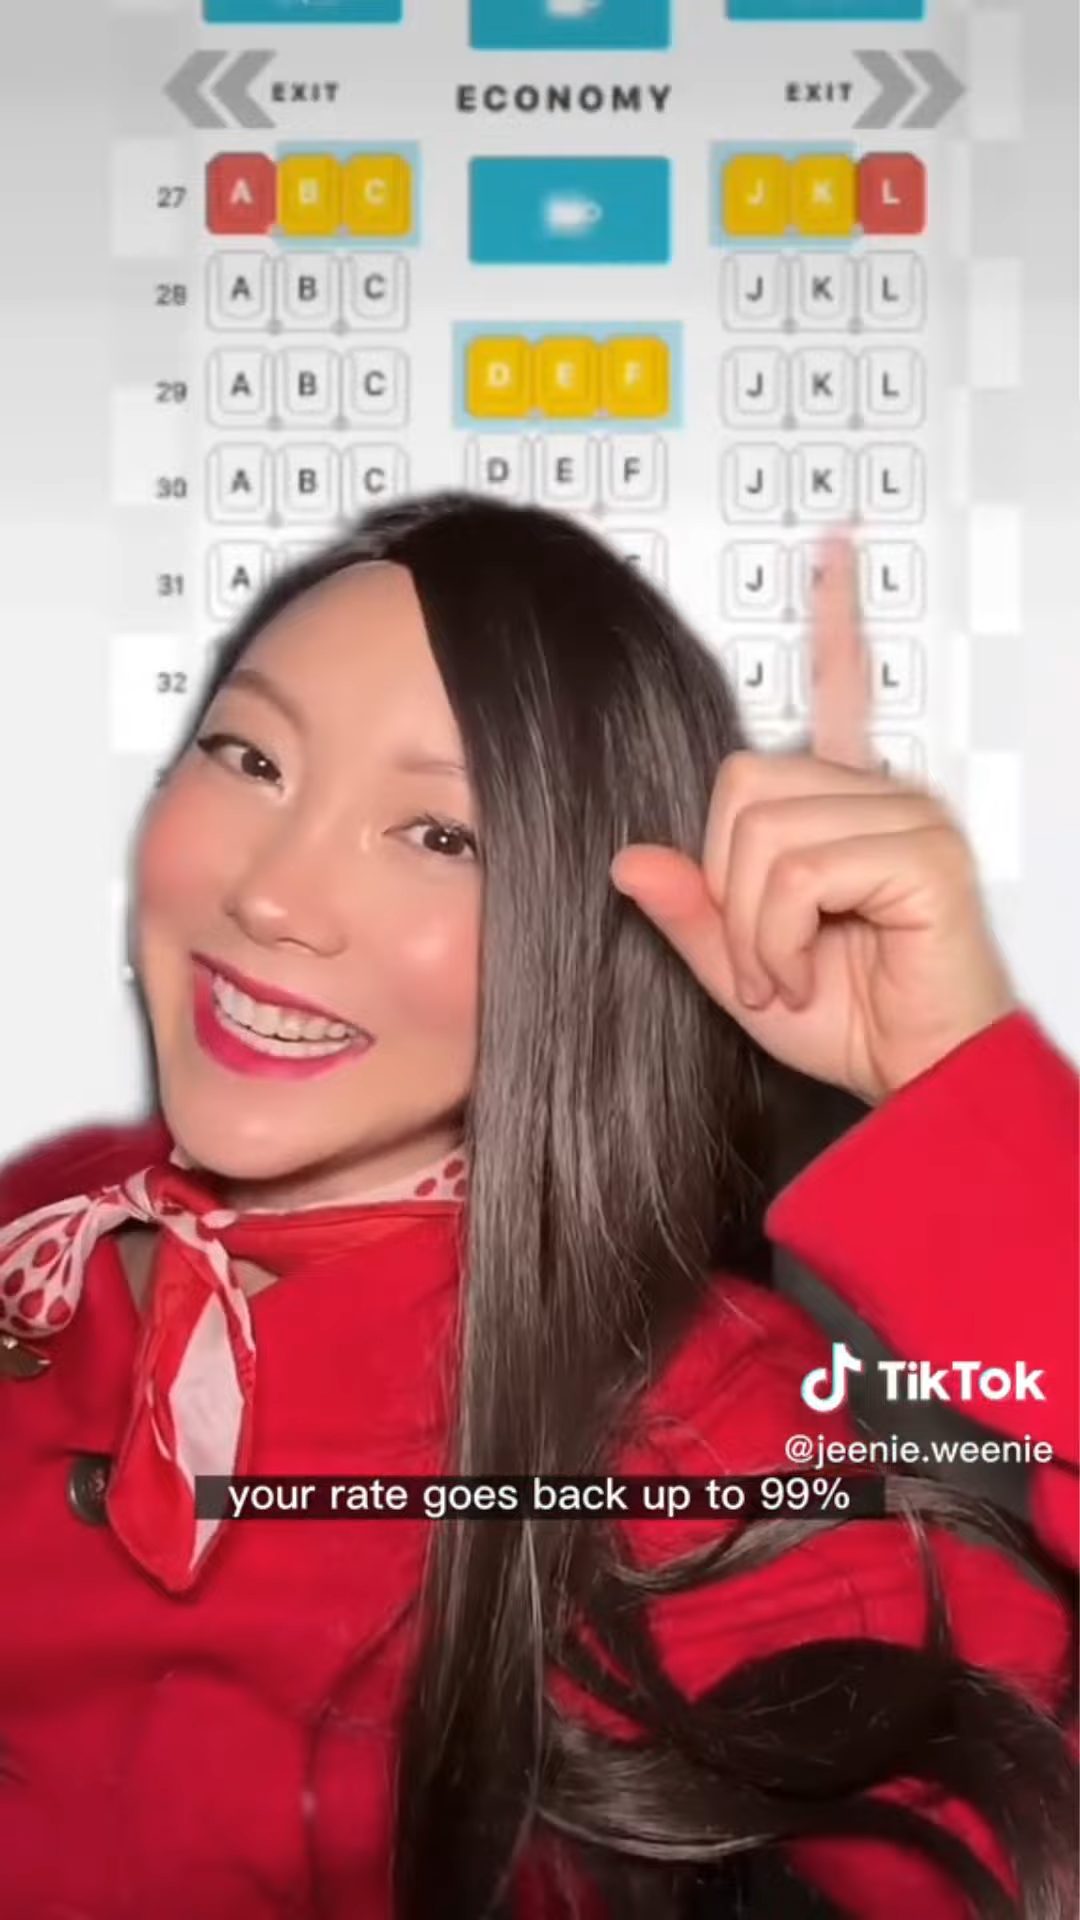 EXIT ECONOMY EXIT
27 A B C J K L
28 A B C J K L
29 A B C D E F J K L
30 A B C D E F J K L
31 A J L
32 J L
TikTok
@jeenie.weenie
your rate goes back up to 99%